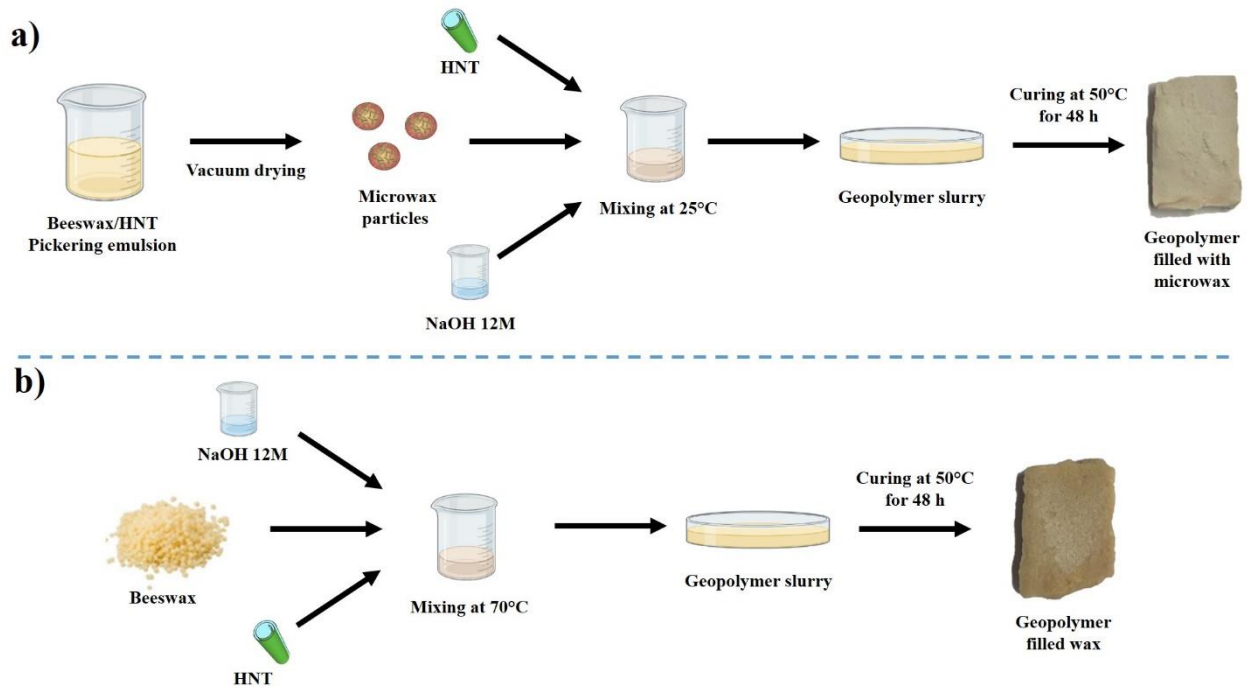 a)
HNT
Curing at 50°C
for 48 h
Vacuum drying
Beeswax/HNT
Pickering emulsion
Microwax
particles
Mixing at 25°C
Geopolymer slurry
Geopolymer
filled with
microwax
NaOH 12M
b)
NaOH 12M
Curing at 50°C
for 48 h
Beeswax
Mixing at 70°C
Geopolymer slurry
Geopolymer
filled wax
HNT